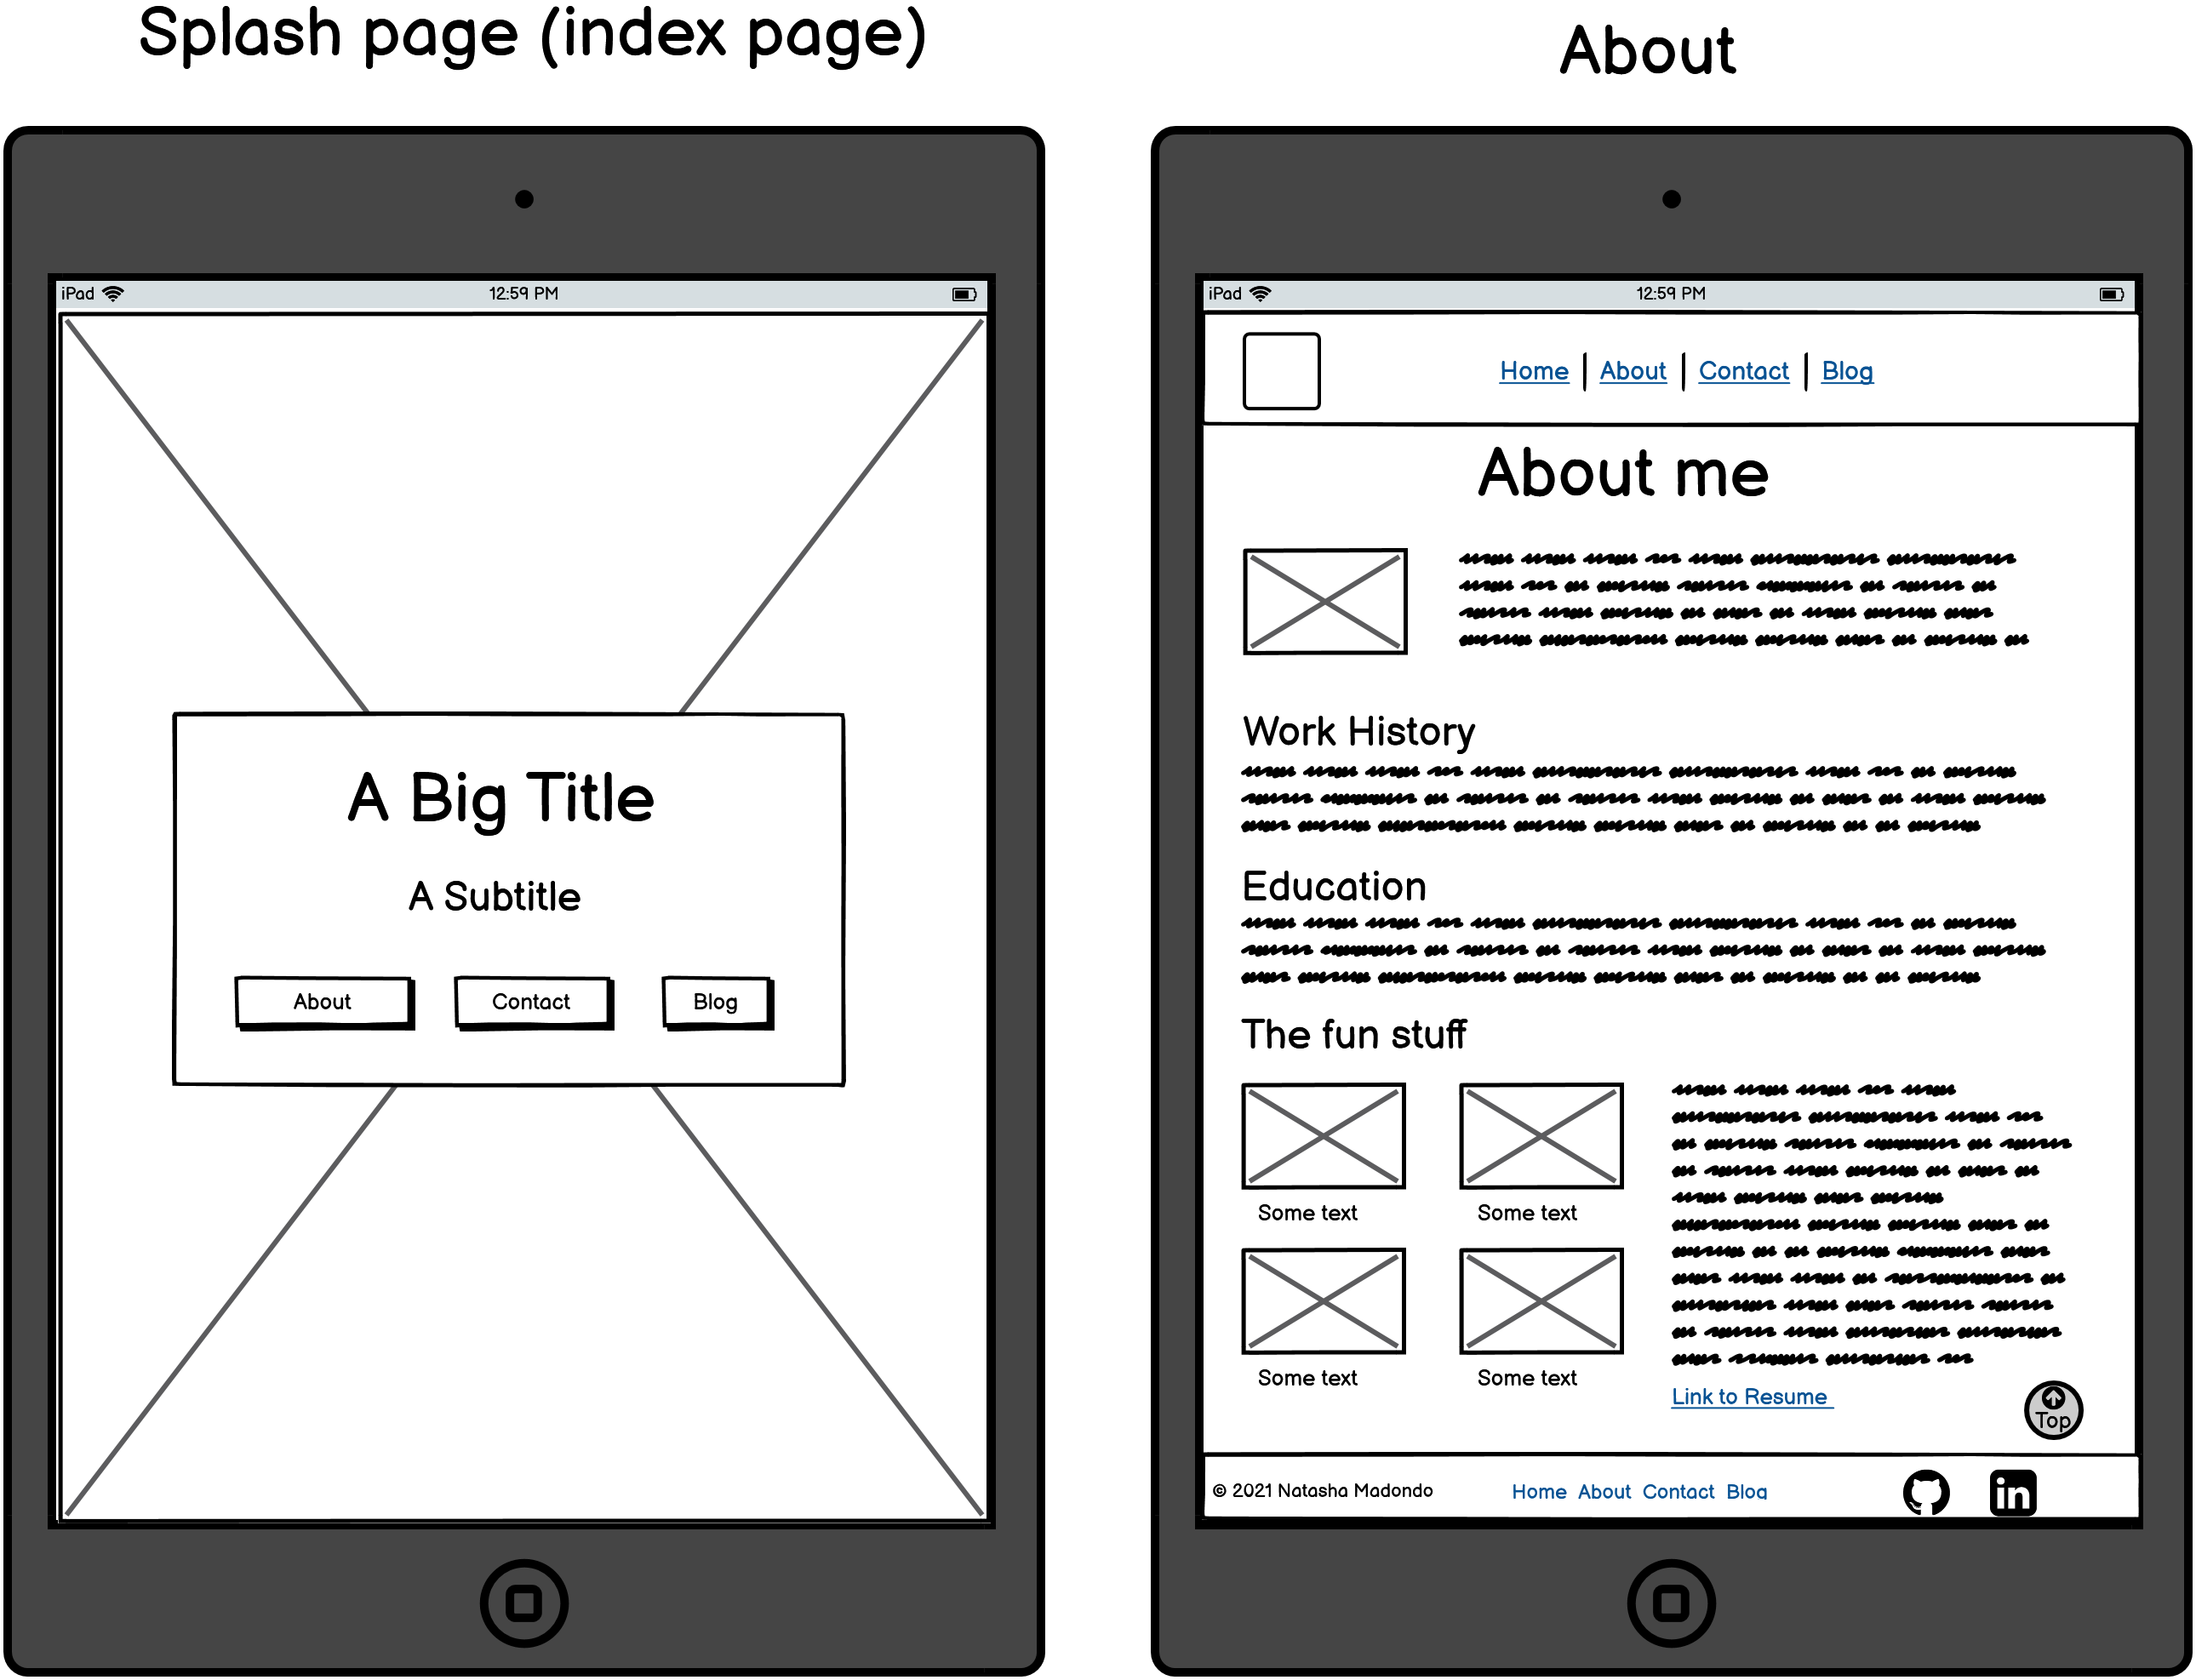 Splash page (index page)
iPad 12:59 PM
A Big Title
A Subtitle
About Contact Blog
About
iPad 12:59 PM
Home | About | Contact | Blog
About me
Work History
Education
The fun stuff
Some text Some text
Some text Some text
Link to Resume
Top
© 2021 Natasha Madondo Home About Contact Blog
in